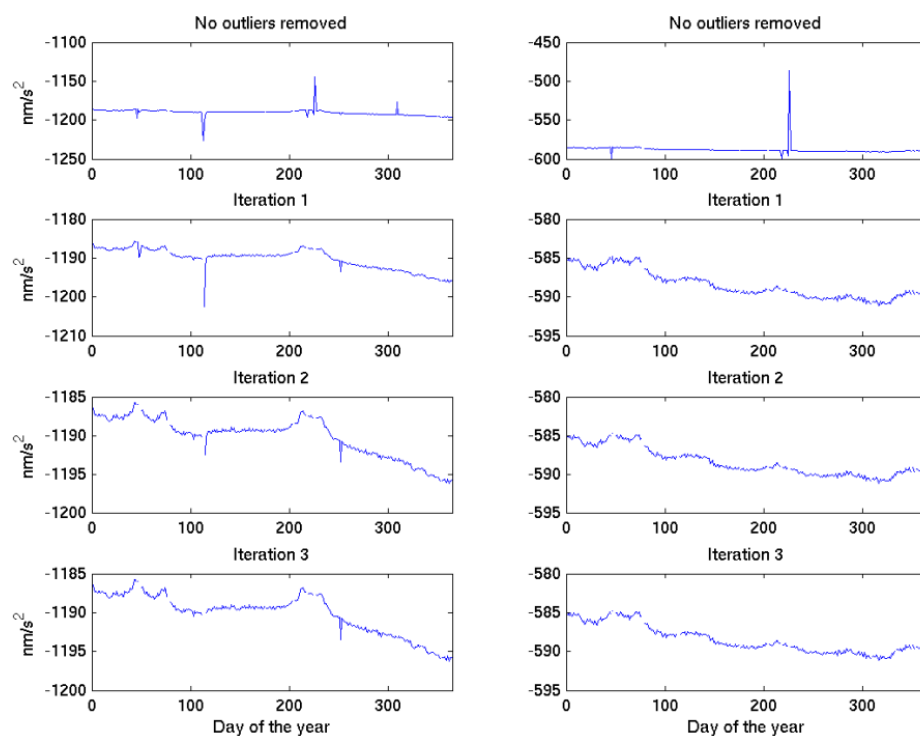 No outliers removed
-1100
-1150
-1200
-1250
nm/s²
0 100 200 300
No outliers removed
-450
-500
-550
-600
0 100 200 300
Iteration 1
-1180
-1190
-1200
-1210
nm/s²
0 100 200 300
Iteration 1
-580
-585
-590
-595
0 100 200 300
Iteration 2
-1185
-1190
-1195
-1200
nm/s²
0 100 200 300
Iteration 2
-580
-585
-590
-595
0 100 200 300
Iteration 3
-1185
-1190
-1195
-1200
nm/s²
0 100 200 300
Day of the year
Iteration 3
-580
-585
-590
-595
0 100 200 300
Day of the year